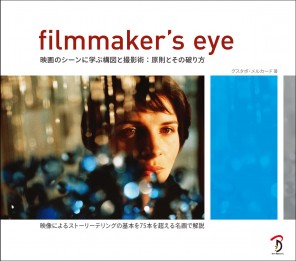 filmmaker's eye
映画のシーンに学ぶ構図と撮影術：原則とその破り方
グスタボ・メルカード 著
映像によるストーリーテリングの基本を75本を超える名画で解説